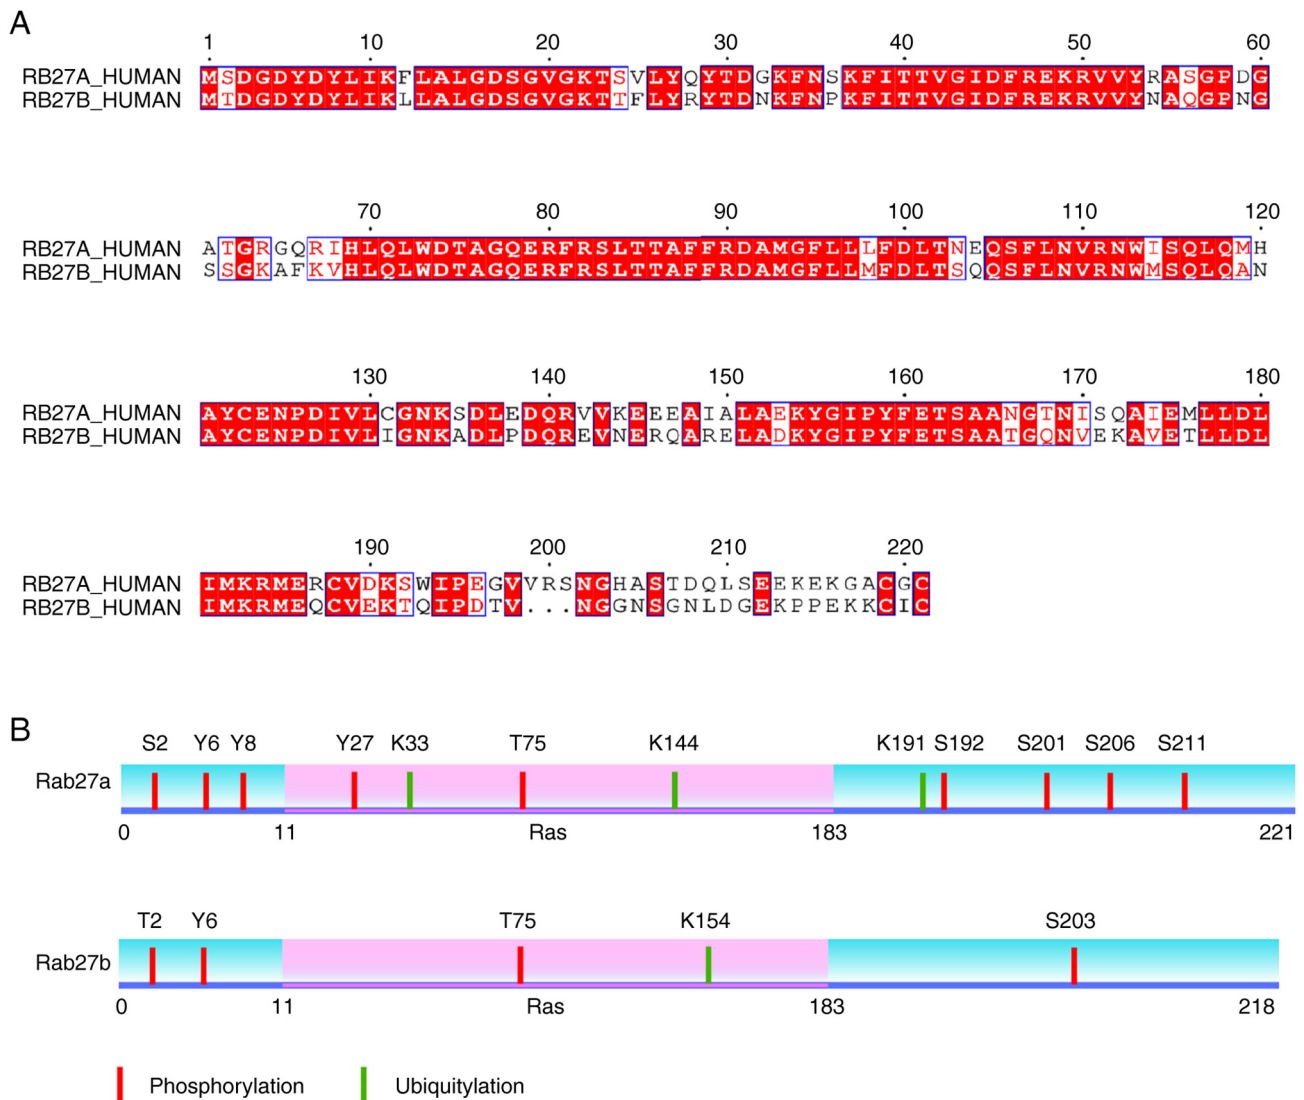 A
1 10 20 30 40 50 60
RB27A_HUMAN MSDGDYDYLIKFLALGDSGVGKTSVLYQYTDGKFNSKFITTVGIDFREKRVVYRASGPDG
RB27B_HUMAN MTDGDYDYLIKLLALGDSGVGKTTFLYRYTDNKFNPKFITTVGIDFREKRVVYNAQGPNG
70 80 90 100 110 120
RB27A_HUMAN ATGRGQRIHLQLWDTAGQERFRSLTTAFFRDAMGFLLLFDLTNEQSFLNVRNWISQLQMH
RB27B_HUMAN SSGKAFKVHLQLWDTAGQERFRSLTTAFFRDAMGFLLMFDLTSQQSFLNVRNWMSQLQAN
130 140 150 160 170 180
RB27A_HUMAN AYCENPDIVLCGNKSDLEDQRVVKEEEAIALAEKYGIPYFETSAANGTNISQAIEMLLDL
RB27B_HUMAN AYCENPDIVLIGNKADLPDQREVNERQARELADKYGIPYFETSAATGQNVEKAVETLLDL
190 200 210 220
RB27A_HUMAN IMKRMERCVDKSWIPEGVVRSNGHASTDQLSEEKEKGACGC
RB27B_HUMAN IMKRMEQCVEKTQIPDTV...NGGNSGNLDGEKPPEKKCIC
B
S2 Y6 Y8 Y27 K33 T75 K144 K191 S192 S201 S206 S211
Rab27a
0 11 Ras 183 221
T2 Y6 T75 K154 S203
Rab27b
0 11 Ras 183 218
Phosphorylation Ubiquitylation